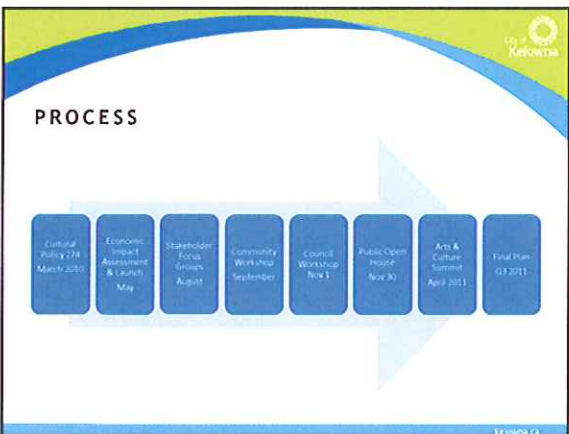 City of
Kelowna
PROCESS
Cultural
Policy 274
March 2010
Economic
Impact
Assessment
& Launch
May
Stakeholder
Focus
Groups
August
Community
Workshop
September
Council
Workshop
Nov 1
Public Open
House
Nov 30
Arts &
Culture
Summit
April 2011
Final Plan
Q3 2011
kelowna.ca